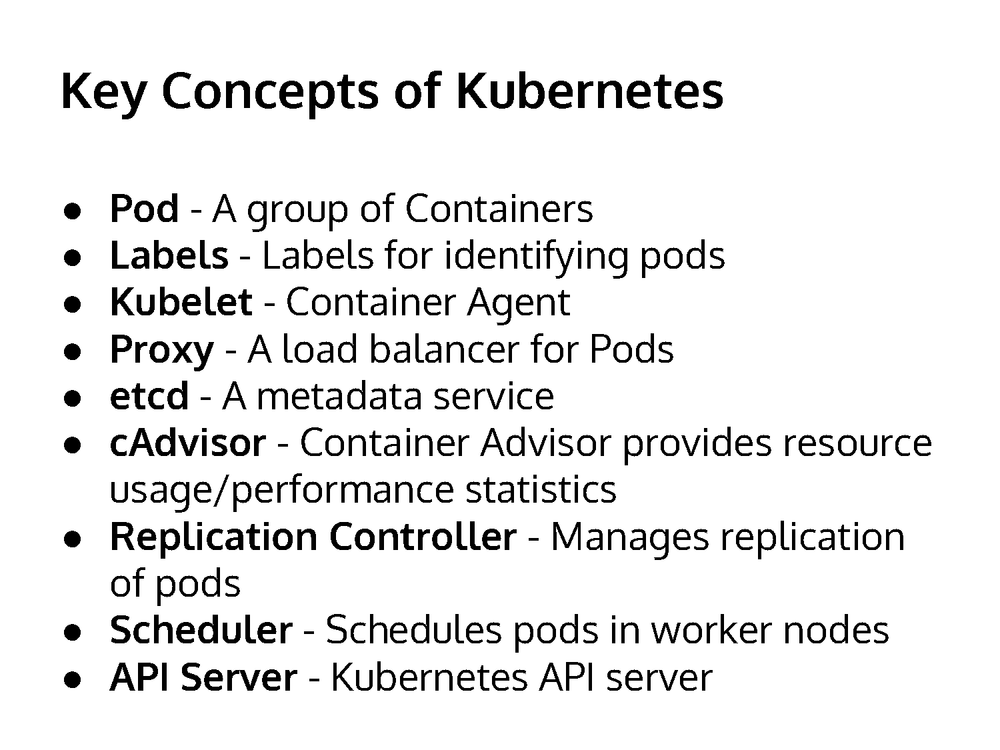 Key Concepts of Kubernetes
● Pod - A group of Containers
● Labels - Labels for identifying pods
● Kubelet - Container Agent
● Proxy - A load balancer for Pods
● etcd - A metadata service
● cAdvisor - Container Advisor provides resource
usage/performance statistics
● Replication Controller - Manages replication
of pods
● Scheduler - Schedules pods in worker nodes
● API Server - Kubernetes API server